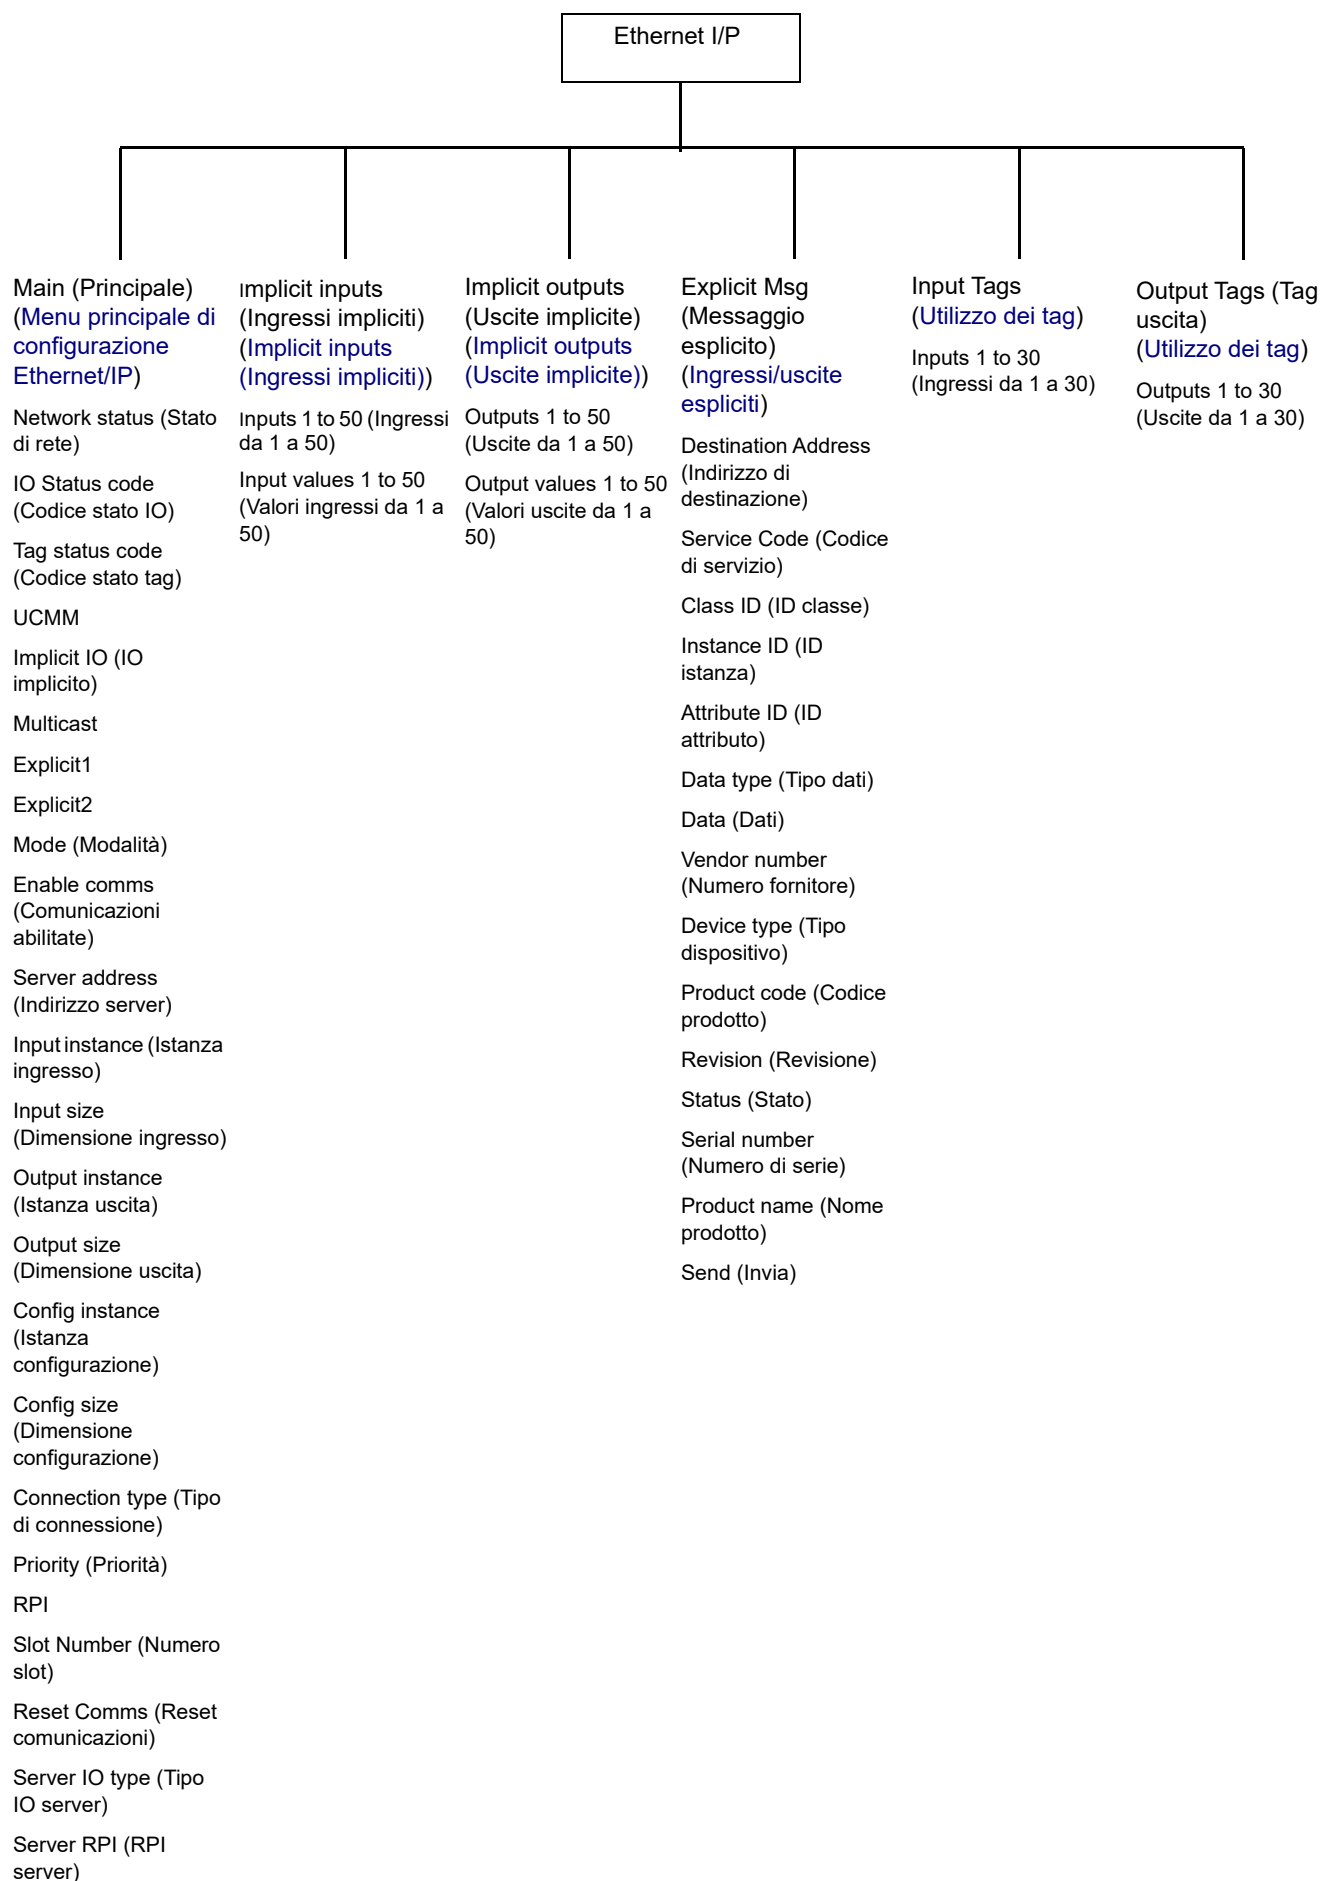 Ethernet I/P
Main (Principale)
(Menu principale di
configurazione
Ethernet/IP)
Network status (Stato
di rete)
IO Status code
(Codice stato IO)
Tag status code
(Codice stato tag)
UCMM
Implicit IO (IO
implicito)
Multicast
Explicit1
Explicit2
Mode (Modalità)
Enable comms
(Comunicazioni
abilitate)
Server address
(Indirizzo server)
Input instance (Istanza
ingresso)
Input size
(Dimensione ingresso)
Output instance
(Istanza uscita)
Output size
(Dimensione uscita)
Config instance
(Istanza
configurazione)
Config size
(Dimensione
configurazione)
Connection type (Tipo
di connessione)
Priority (Priorità)
RPI
Slot Number (Numero
slot)
Reset Comms (Reset
comunicazioni)
Server IO type (Tipo
IO server)
Server RPI (RPI
server)
Implicit inputs
(Ingressi impliciti)
(Implicit inputs
(Ingressi impliciti))
Inputs 1 to 50 (Ingressi
da 1 a 50)
Input values 1 to 50
(Valori ingressi da 1 a
50)
Implicit outputs
(Uscite implicite)
(Implicit outputs
(Uscite implicite))
Outputs 1 to 50
(Uscite da 1 a 50)
Output values 1 to 50
(Valori uscite da 1 a
50)
Explicit Msg
(Messaggio
esplicito)
(Ingressi/uscite
espliciti)
Destination Address
(Indirizzo di
destinazione)
Service Code (Codice
di servizio)
Class ID (ID classe)
Instance ID (ID
istanza)
Attribute ID (ID
attributo)
Data type (Tipo dati)
Data (Dati)
Vendor number
(Numero fornitore)
Device type (Tipo
dispositivo)
Product code (Codice
prodotto)
Revision (Revisione)
Status (Stato)
Serial number
(Numero di serie)
Product name (Nome
prodotto)
Send (Invia)
Input Tags
(Utilizzo dei tag)
Inputs 1 to 30
(Ingressi da 1 a 30)
Output Tags (Tag
uscita)
(Utilizzo dei tag)
Outputs 1 to 30
(Uscite da 1 a 30)